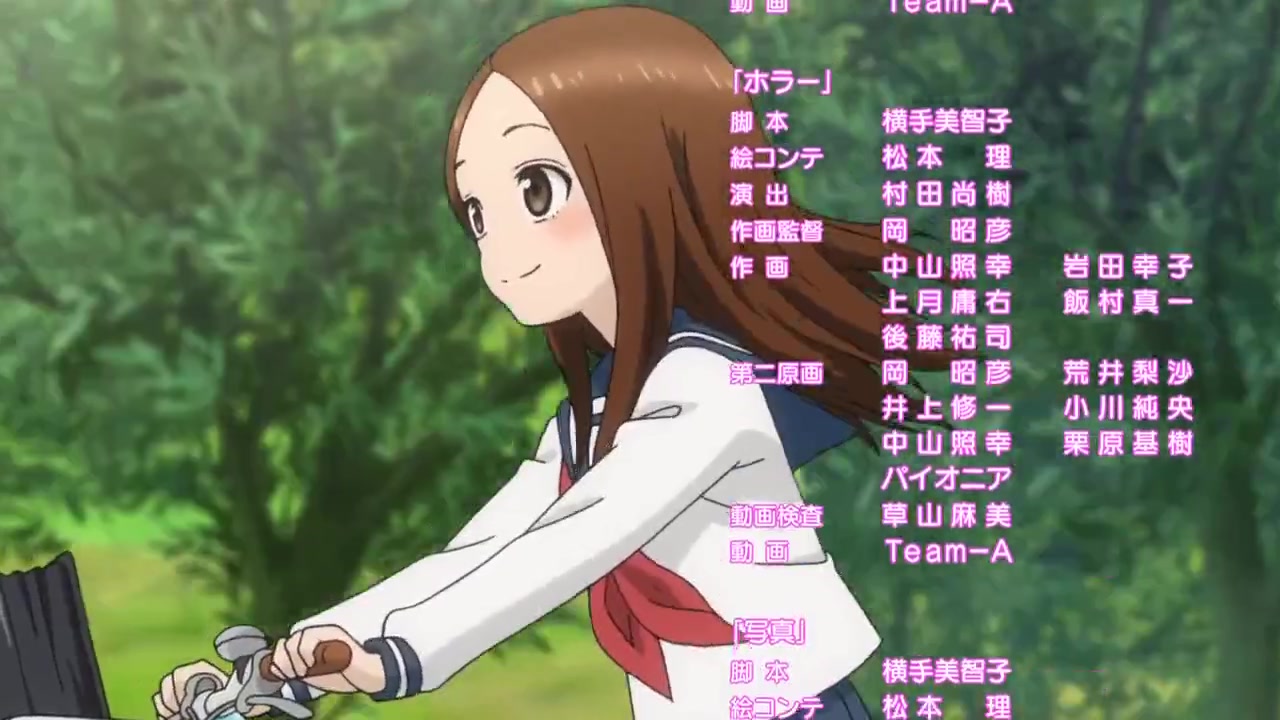 動画 Team-A
「ホラー」
脚本 横手美智子
絵コンテ 松本 理
演出 村田尚樹
作画監督 岡 昭彦
作画 中山照幸 岩田幸子
上月庸右 飯村真一
後藤祐司
第二原画 岡 昭彦 荒井梨沙
井上修一 小川純央
中山照幸 栗原基樹
パイオニア
動画検査 草山麻美
動画 Team-A
「写真」
脚本 横手美智子
絵コンテ 松本 理